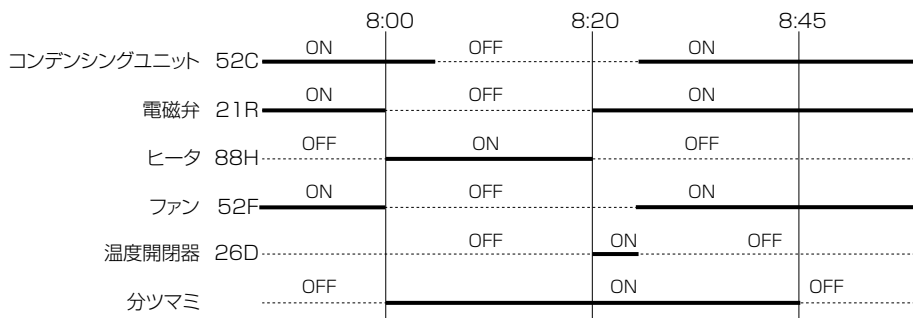 8:00 8:20 8:45
コンデンシングユニット 52C ON OFF ON
電磁弁 21R ON OFF ON
ヒータ 88H OFF ON OFF
ファン 52F ON OFF ON
温度開閉器 26D OFF ON OFF
分ツマミ OFF ON OFF